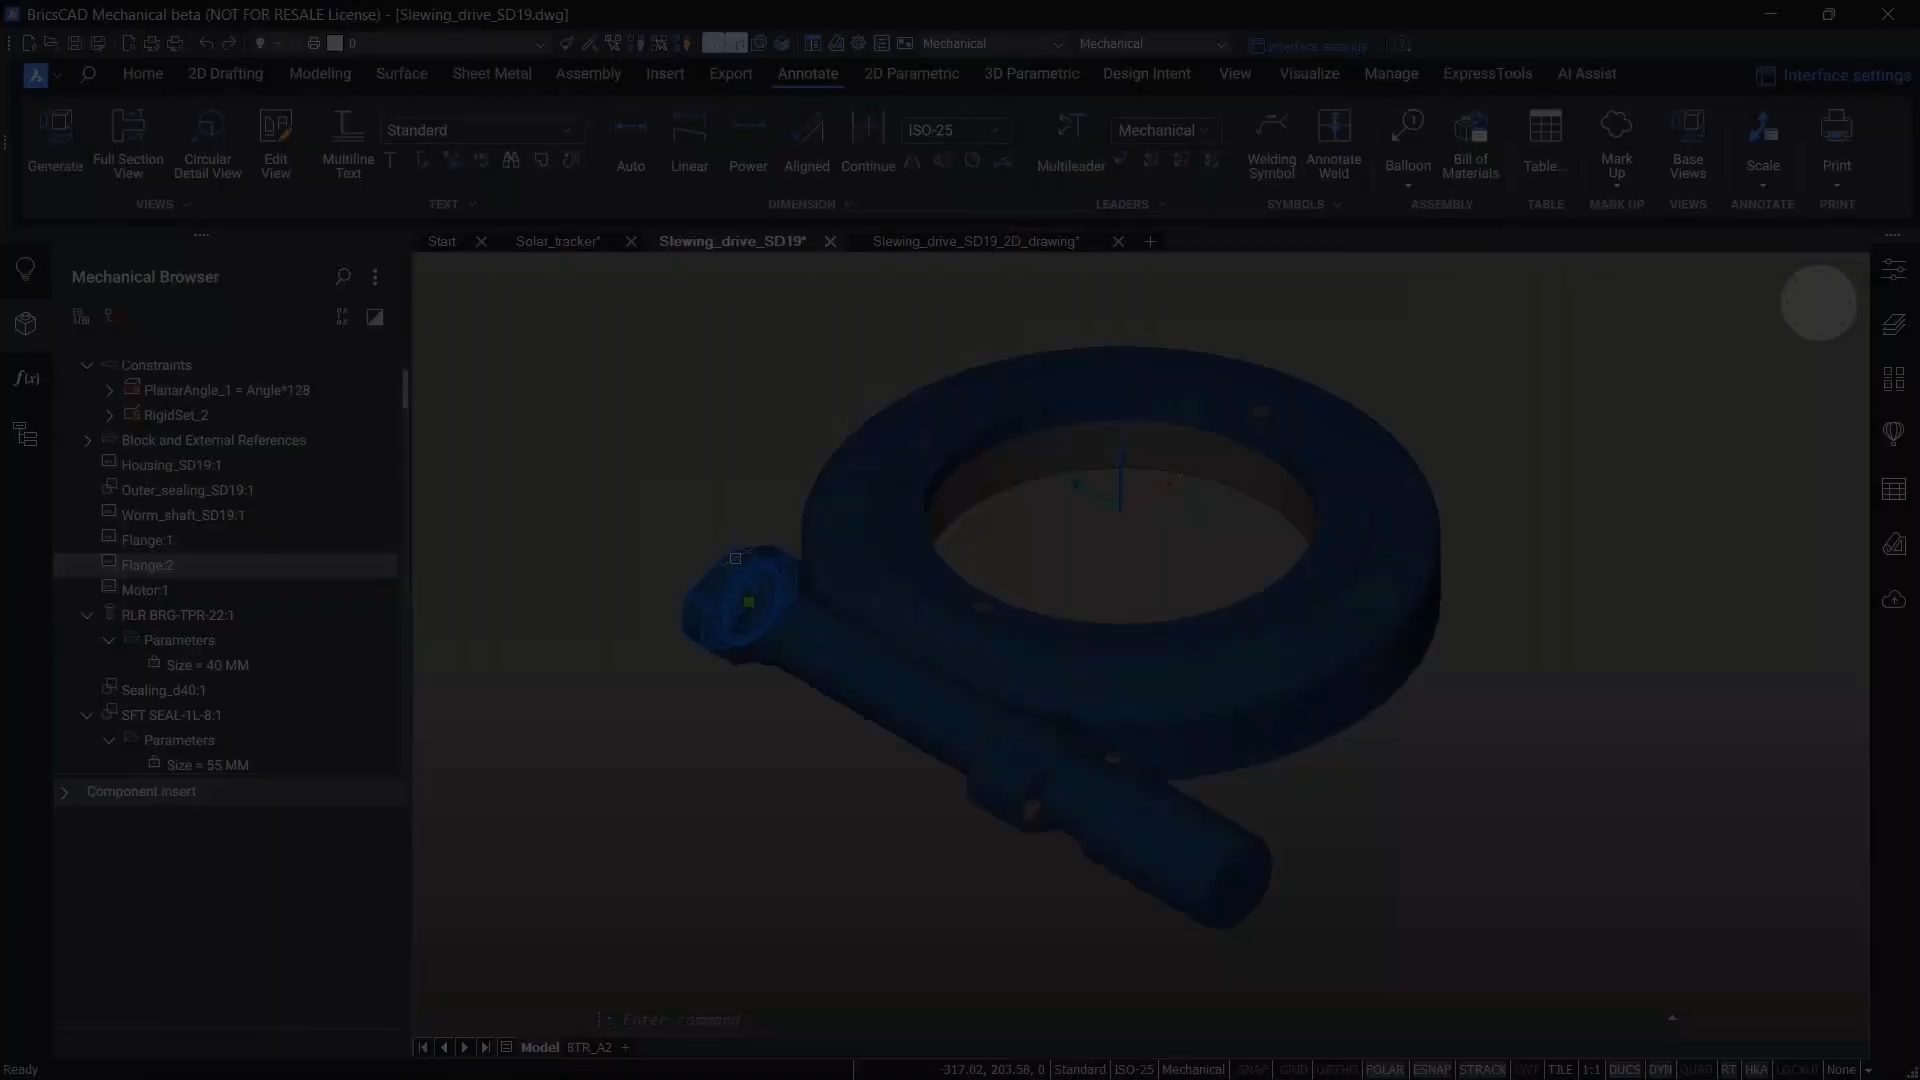 BricsCAD Mechanical beta (NOT FOR RESALE License) - [Slewing_drive_SD19.dwg]
0
Mechanical
Mechanical
Interface settings
Home
2D Drafting
Modeling
Surface
Sheet Metal
Assembly
Insert
Export
Annotate
2D Parametric
3D Parametric
Design Intent
View
Visualize
Manage
ExpressTools
AI Assist
Interface settings
Generate
Full Section View
Circular Detail View
Edit View
Multiline Text
Standard
Auto
Linear
Power
Aligned
Continue
ISO-25
Multileader
Mechanical
Welding Symbol
Annotate Weld
Balloon
Bill of Materials
Table...
Mark Up
Base Views
Scale
Print
VIEWS
TEXT
DIMENSION
LEADERS
SYMBOLS
ASSEMBLY
TABLE
MARK UP
VIEWS
ANNOTATE
PRINT
Start
Solar_tracker*
Slewing_drive_SD19*
Slewing_drive_SD19_2D_drawing*
Mechanical Browser
f(x)
Constraints
PlanarAngle_1 = Angle*128
RigidSet_2
Block and External References
Housing_SD19:1
Outer_sealing_SD19:1
Worm_shaft_SD19:1
Flange:1
Flange:2
Motor:1
RLR BRG-TPR-22:1
Parameters
Size = 40 MM
Sealing_d40:1
SFT SEAL-1L-8:1
Parameters
Size = 55 MM
Component insert
: Enter command
Model
BTR_A2
+
Ready
-317.02, 203.58, 0
Standard
ISO-25
Mechanical
SNAP
GRID
ORTHO
POLAR
ESNAP
STRACK
LWT
TILE
1:1
DUCS
DYN
QUAD
RT
HKA
LOCKUI
None